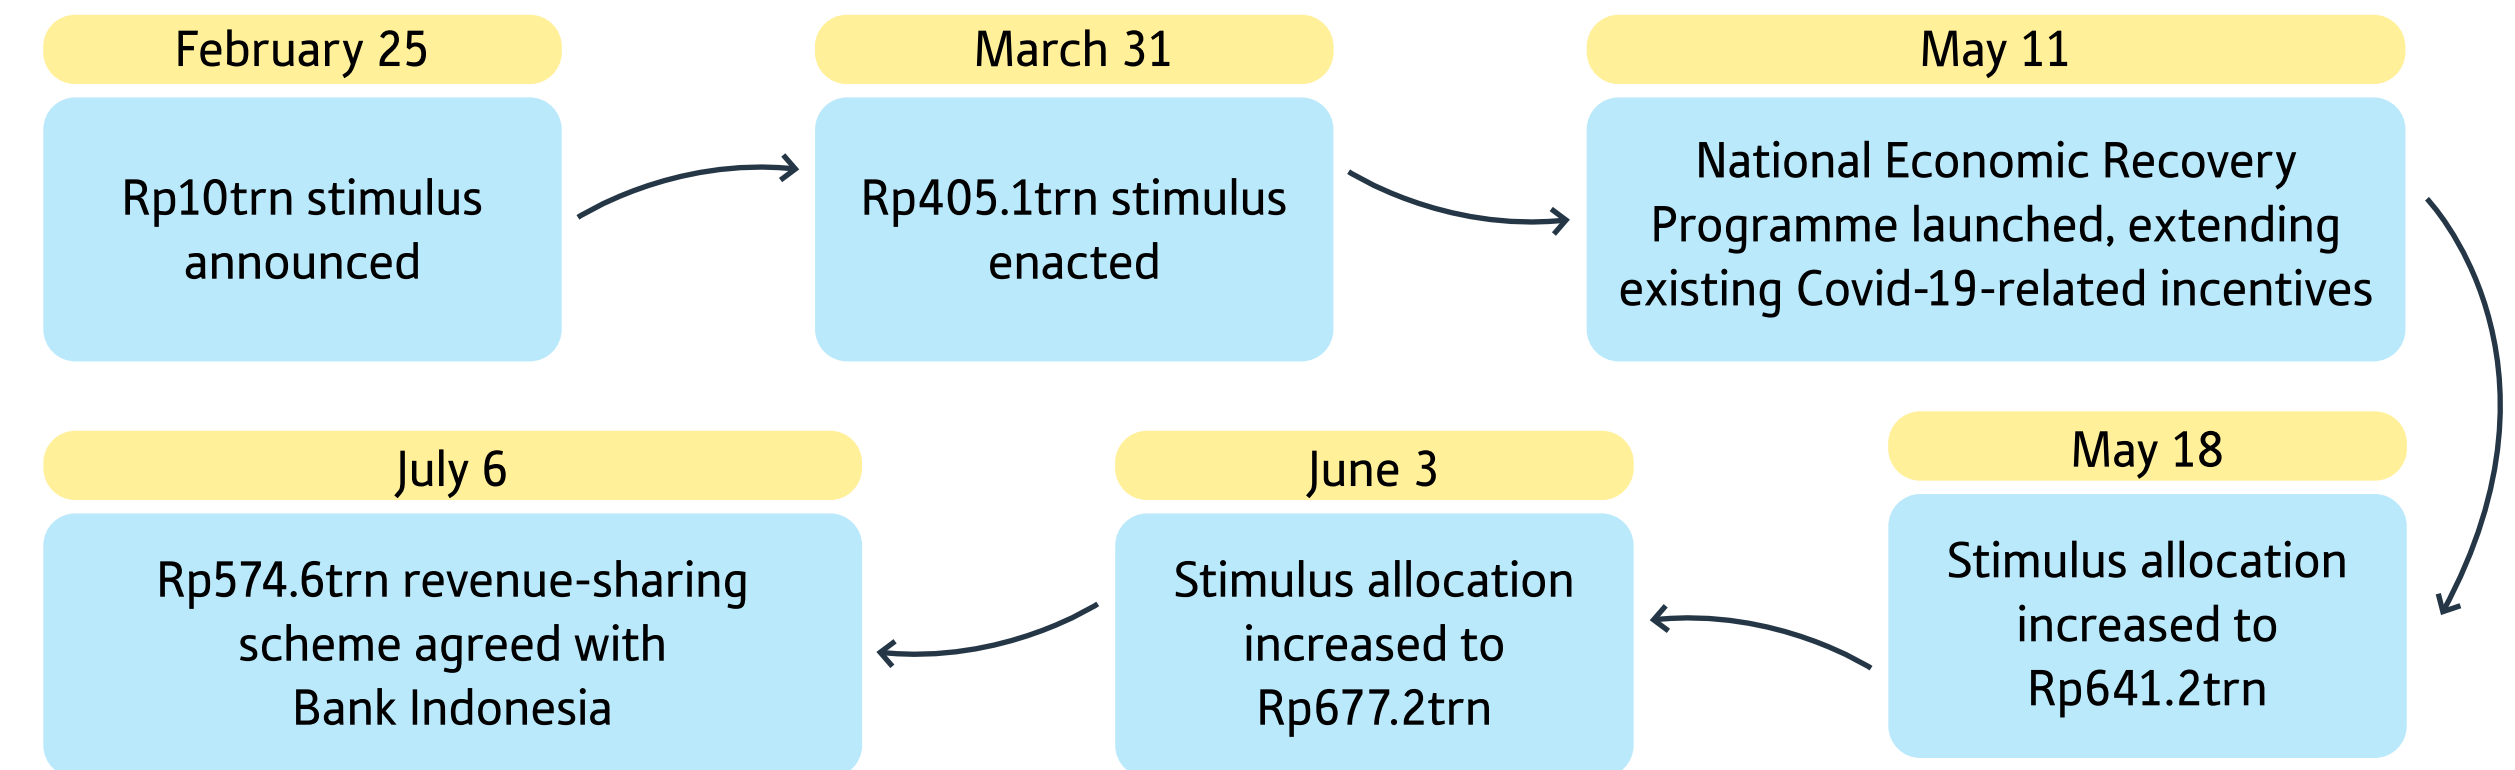 February 25
Rp10trn stimulus
announced
March 31
Rp405.1trn stimulus
enacted
May 11
National Economic Recovery
Programme launched, extending
existing Covid-19-related incentives
May 18
Stimulus allocation
increased to
Rp641.2trn
June 3
Stimulus allocation
increased to
Rp677.2trn
July 6
Rp574.6trn revenue-sharing
scheme agreed with
Bank Indonesia